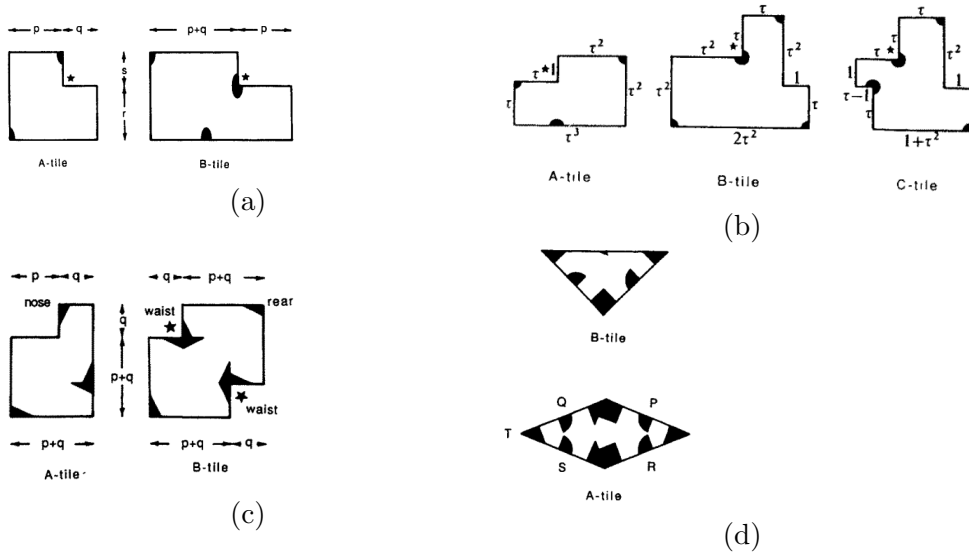 p q
p+q p
s
r
A-tile B-tile
(a)
τ*1 τ² τ τ² τ³
A-tile
τ² τ τ τ² 1 τ τ² 2τ²
B-tile
τ τ τ τ² 1 1 τ−1 τ 1+τ²
C-tile
(b)
p q
q p+q
nose
waist
rear
q
p+q
waist
p+q
p+q q
A-tile
B-tile
(c)
B-tile
Q P
T
S R
A-tile
(d)